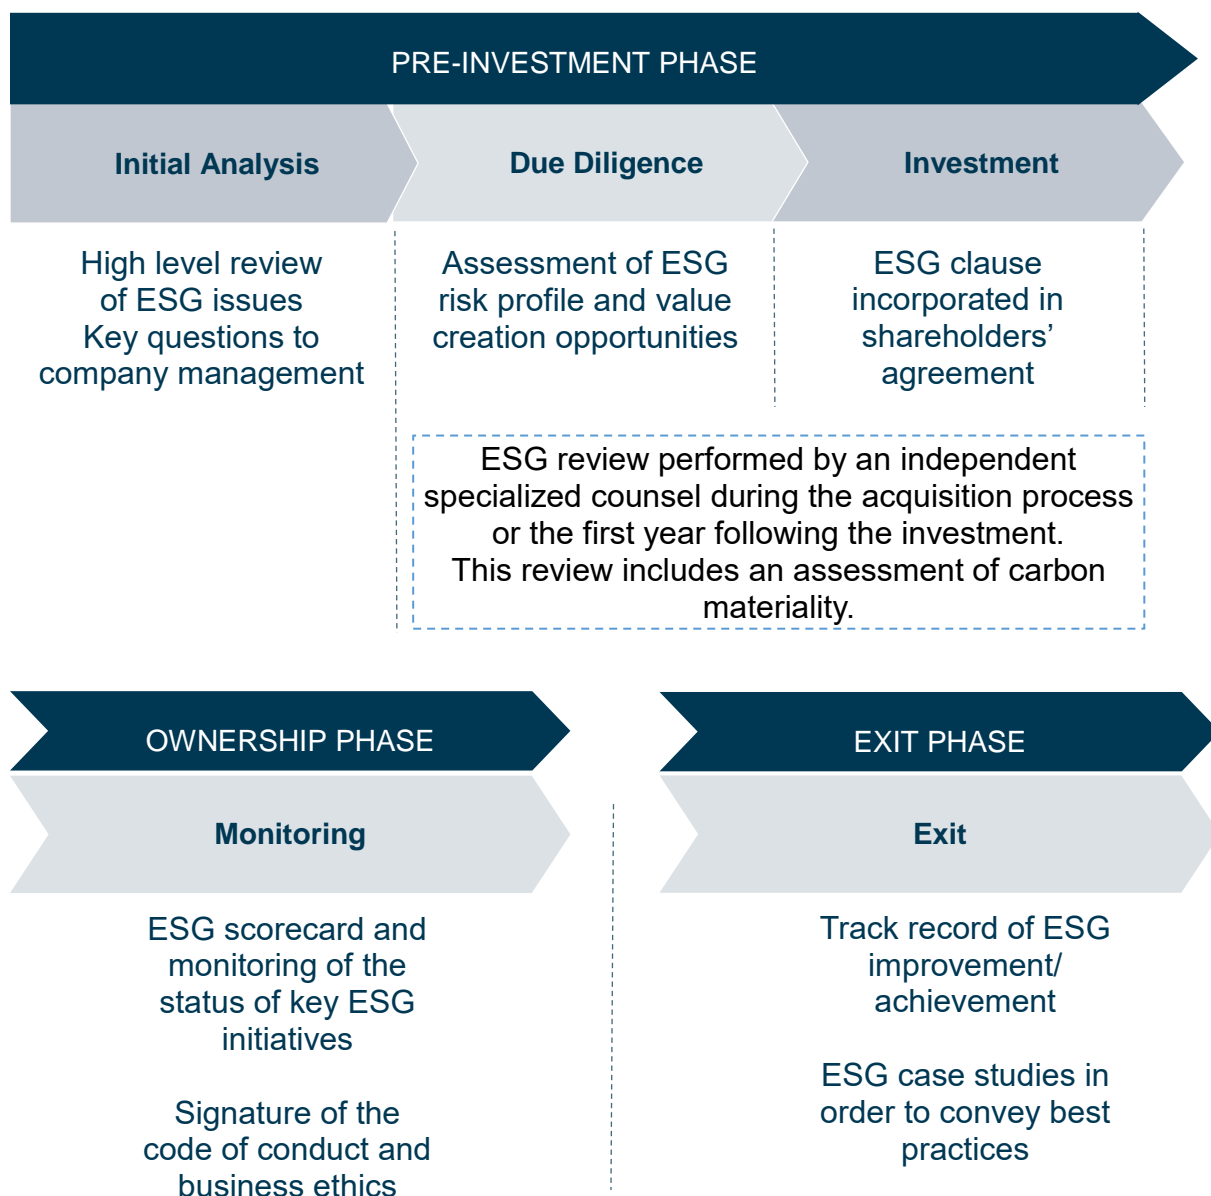 PRE-INVESTMENT PHASE
Initial Analysis
Due Diligence
Investment
High level review
of ESG issues
Key questions to
company management
Assessment of ESG
risk profile and value
creation opportunities
ESG clause
incorporated in
shareholders’
agreement
ESG review performed by an independent
specialized counsel during the acquisition process
or the first year following the investment.
This review includes an assessment of carbon
materiality.
OWNERSHIP PHASE
Monitoring
ESG scorecard and
monitoring of the
status of key ESG
initiatives
Signature of the
code of conduct and
business ethics
EXIT PHASE
Exit
Track record of ESG
improvement/
achievement
ESG case studies in
order to convey best
practices